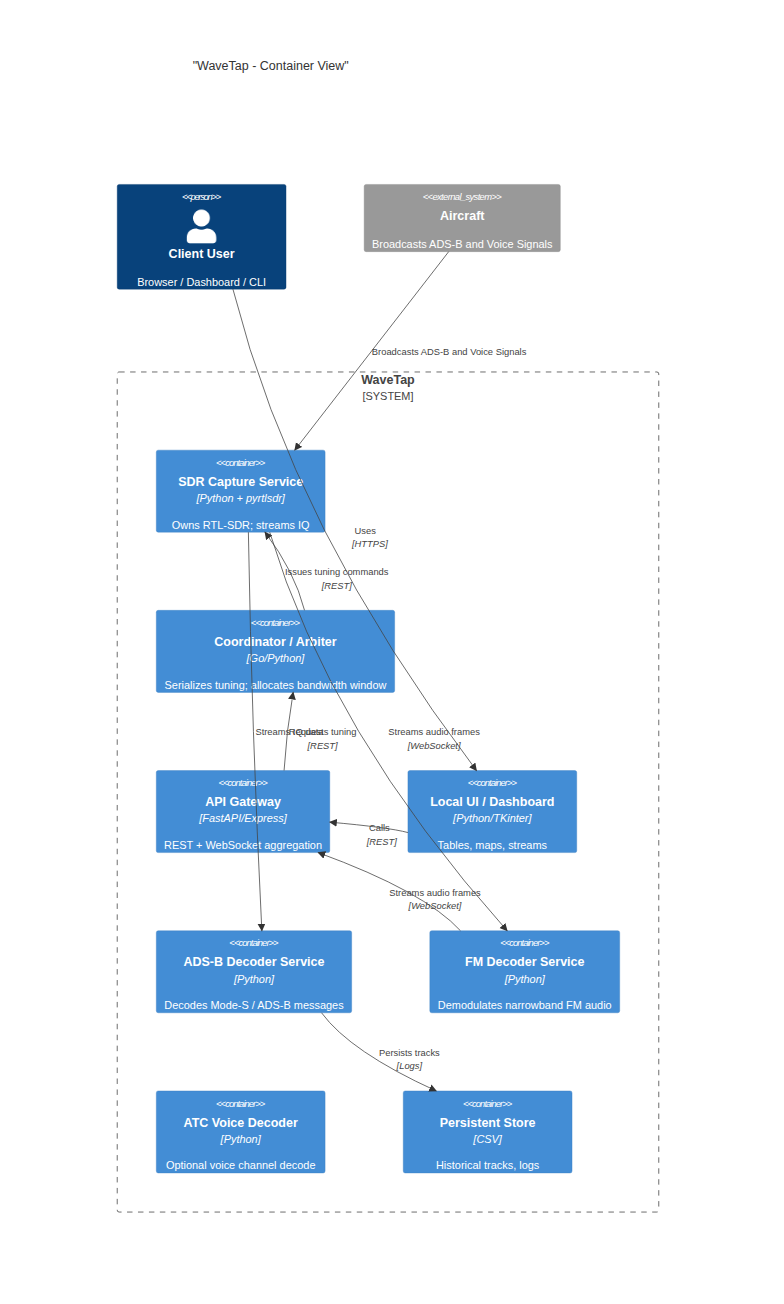 "WaveTap - Container View"
<<person>>
Client User
Browser / Dashboard / CLI
<<external_system>>
Aircraft
Broadcasts ADS-B and Voice Signals
Broadcasts ADS-B and Voice Signals
WaveTap
[SYSTEM]
<<container>>
SDR Capture Service
[Python + pyrtlsdr]
Owns RTL-SDR; streams IQ
Uses
[HTTPS]
Issues tuning commands
[REST]
<<container>>
Coordinator / Arbiter
[Go/Python]
Serializes tuning; allocates bandwidth window
Streams IQ data
Requests tuning
[REST]
Streams audio frames
[WebSocket]
<<container>>
API Gateway
[FastAPI/Express]
REST + WebSocket aggregation
<<container>>
Local UI / Dashboard
[Python/TKinter]
Tables, maps, streams
Calls
[REST]
Streams audio frames
[WebSocket]
<<container>>
ADS-B Decoder Service
[Python]
Decodes Mode-S / ADS-B messages
<<container>>
FM Decoder Service
[Python]
Demodulates narrowband FM audio
Persists tracks
[Logs]
<<container>>
ATC Voice Decoder
[Python]
Optional voice channel decode
<<container>>
Persistent Store
[CSV]
Historical tracks, logs